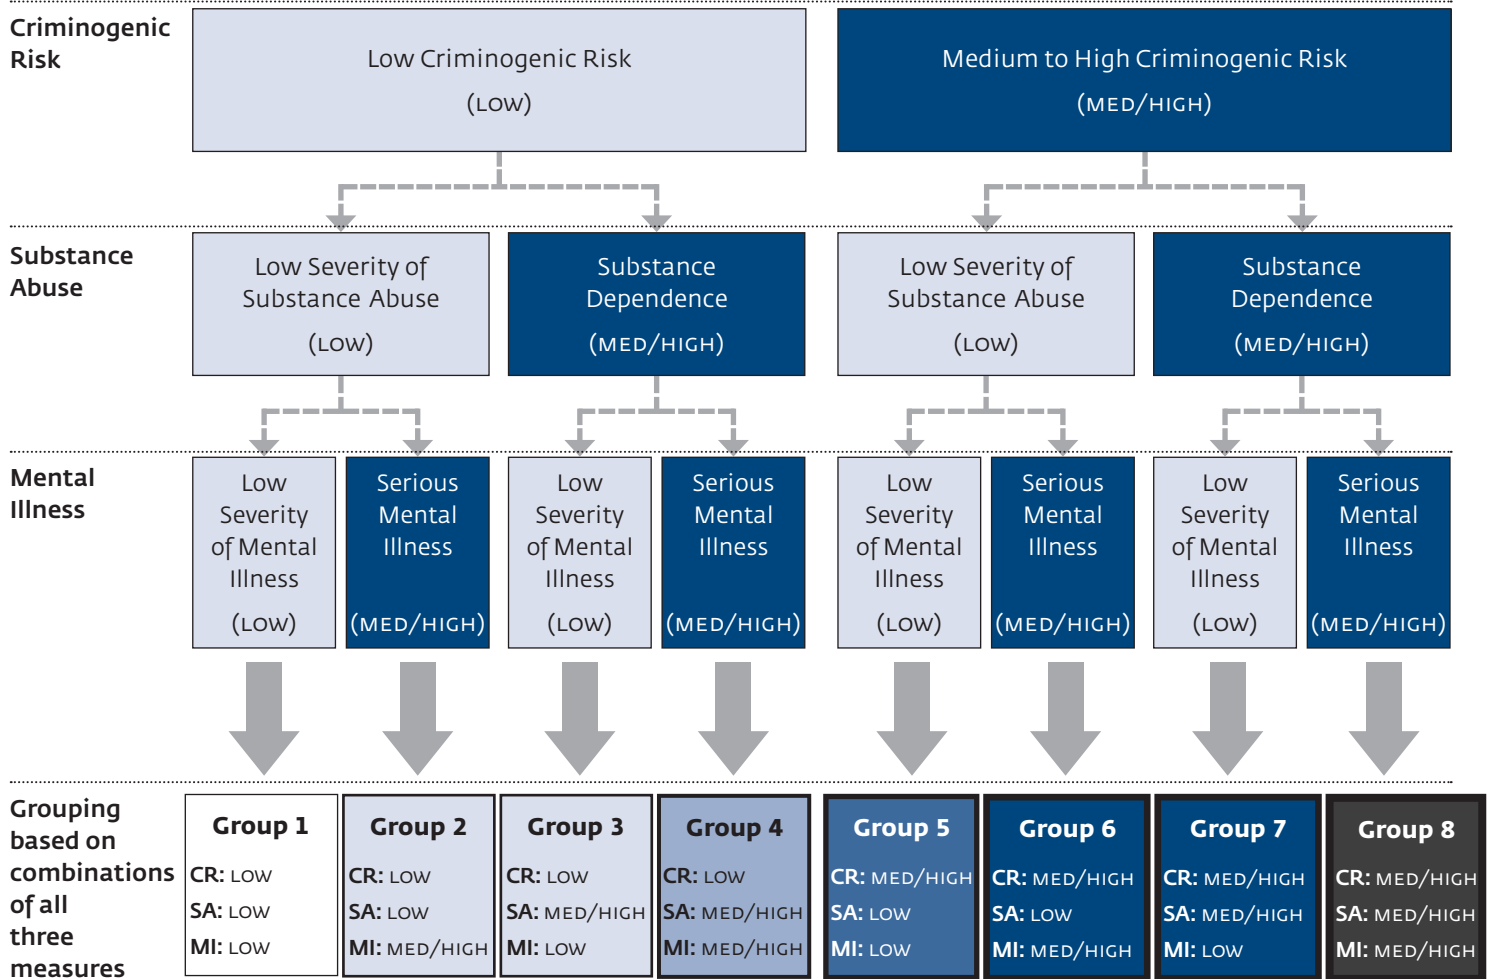 Criminogenic
Risk
Low Criminogenic Risk
(LOW)
Medium to High Criminogenic Risk
(MED/HIGH)
Substance
Abuse
Low Severity of
Substance Abuse
(LOW)
Substance
Dependence
(MED/HIGH)
Low Severity of
Substance Abuse
(LOW)
Substance
Dependence
(MED/HIGH)
Mental
Illness
Low
Severity
of Mental
Illness
(LOW)
Serious
Mental
Illness
(MED/HIGH)
Low
Severity
of Mental
Illness
(LOW)
Serious
Mental
Illness
(MED/HIGH)
Low
Severity
of Mental
Illness
(LOW)
Serious
Mental
Illness
(MED/HIGH)
Low
Severity
of Mental
Illness
(LOW)
Serious
Mental
Illness
(MED/HIGH)
Grouping
based on
combinations
of all
three
measures
Group 1
CR: LOW
SA: LOW
MI: LOW
Group 2
CR: LOW
SA: LOW
MI: MED/HIGH
Group 3
CR: LOW
SA: MED/HIGH
MI: LOW
Group 4
CR: LOW
SA: MED/HIGH
MI: MED/HIGH
Group 5
CR: MED/HIGH
SA: LOW
MI: LOW
Group 6
CR: MED/HIGH
SA: LOW
MI: MED/HIGH
Group 7
CR: MED/HIGH
SA: MED/HIGH
MI: LOW
Group 8
CR: MED/HIGH
SA: MED/HIGH
MI: MED/HIGH